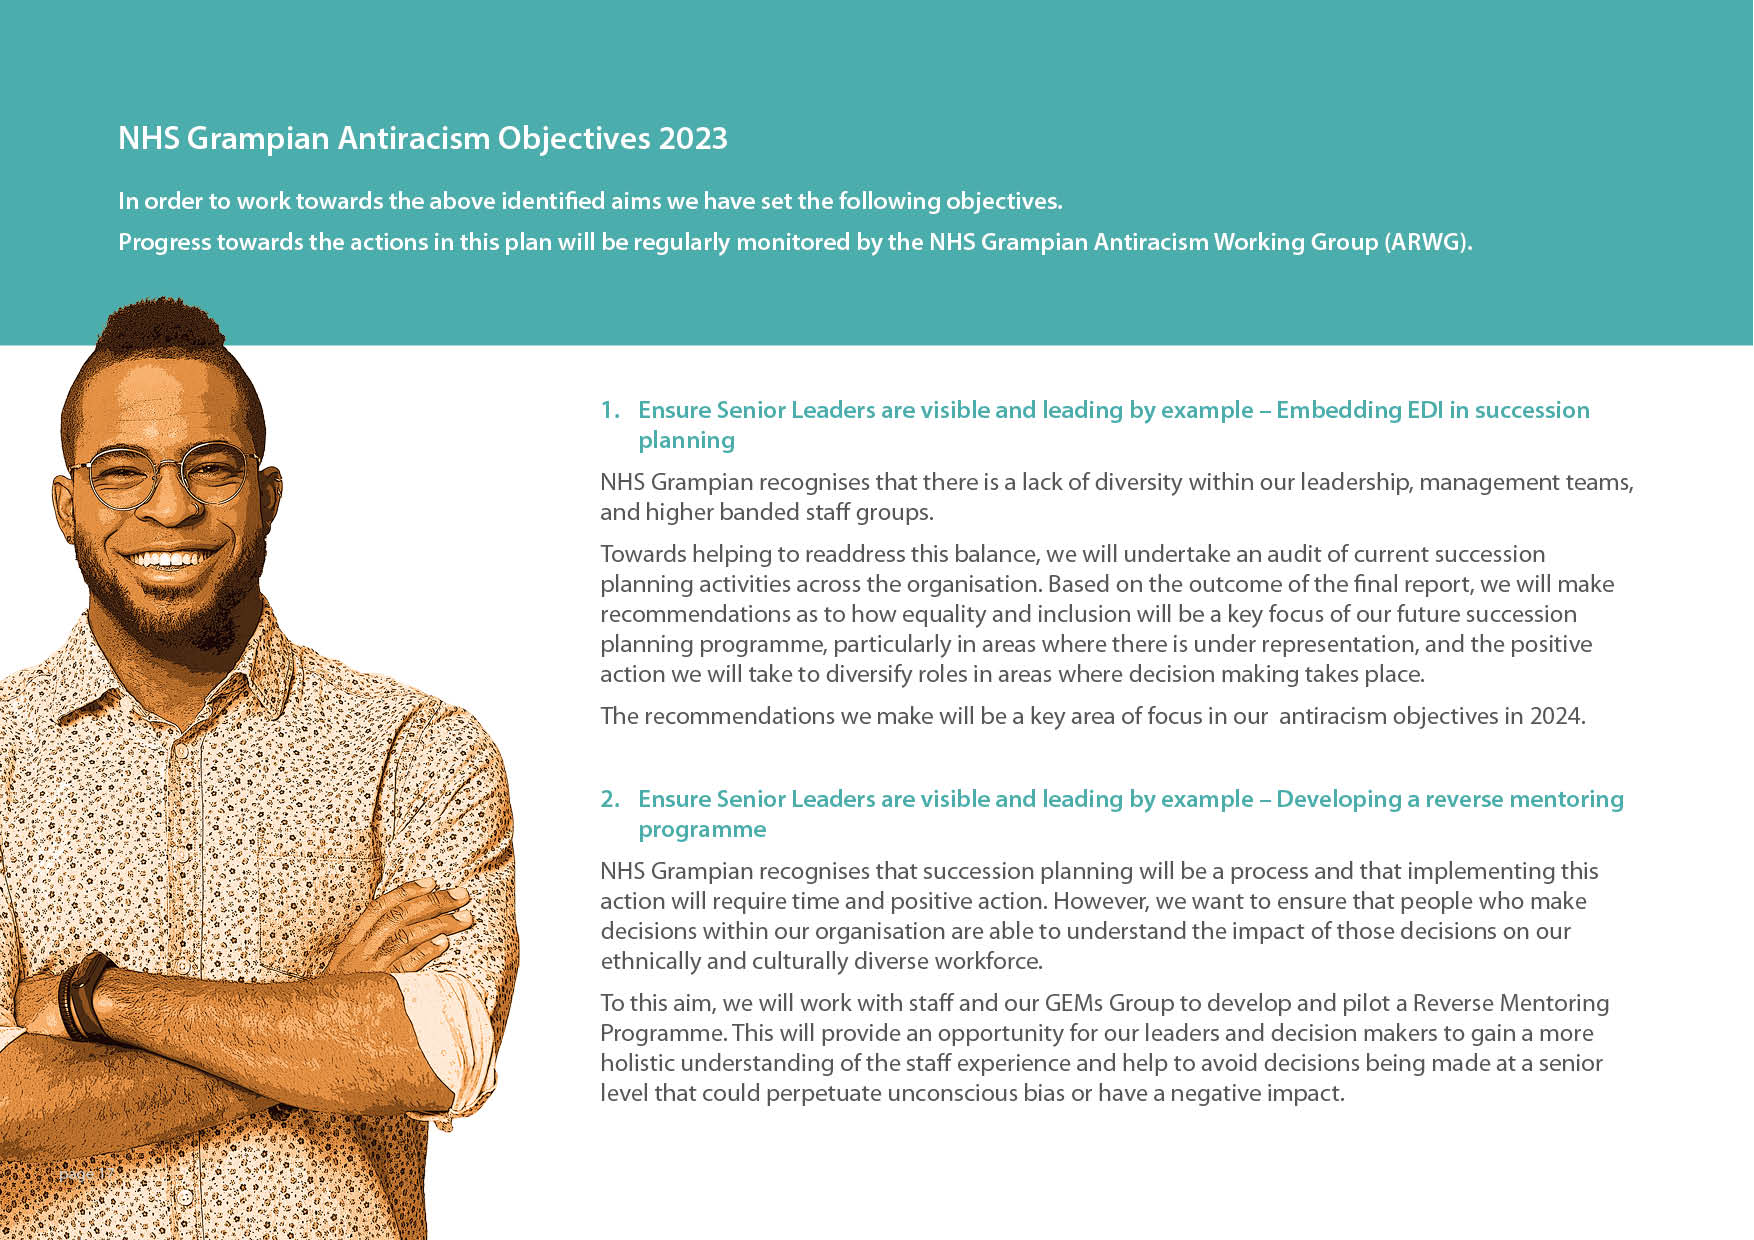 NHS Grampian Antiracism Objectives 2023
In order to work towards the above identified aims we have set the following objectives.
Progress towards the actions in this plan will be regularly monitored by the NHS Grampian Antiracism Working Group (ARWG).
1. Ensure Senior Leaders are visible and leading by example – Embedding EDI in succession
planning
NHS Grampian recognises that there is a lack of diversity within our leadership, management teams,
and higher banded staff groups.
Towards helping to readdress this balance, we will undertake an audit of current succession
planning activities across the organisation. Based on the outcome of the final report, we will make
recommendations as to how equality and inclusion will be a key focus of our future succession
planning programme, particularly in areas where there is under representation, and the positive
action we will take to diversify roles in areas where decision making takes place.
The recommendations we make will be a key area of focus in our  antiracism objectives in 2024.
2. Ensure Senior Leaders are visible and leading by example – Developing a reverse mentoring
programme
NHS Grampian recognises that succession planning will be a process and that implementing this
action will require time and positive action. However, we want to ensure that people who make
decisions within our organisation are able to understand the impact of those decisions on our
ethnically and culturally diverse workforce.
To this aim, we will work with staff and our GEMs Group to develop and pilot a Reverse Mentoring
Programme. This will provide an opportunity for our leaders and decision makers to gain a more
holistic understanding of the staff experience and help to avoid decisions being made at a senior
level that could perpetuate unconscious bias or have a negative impact.
page